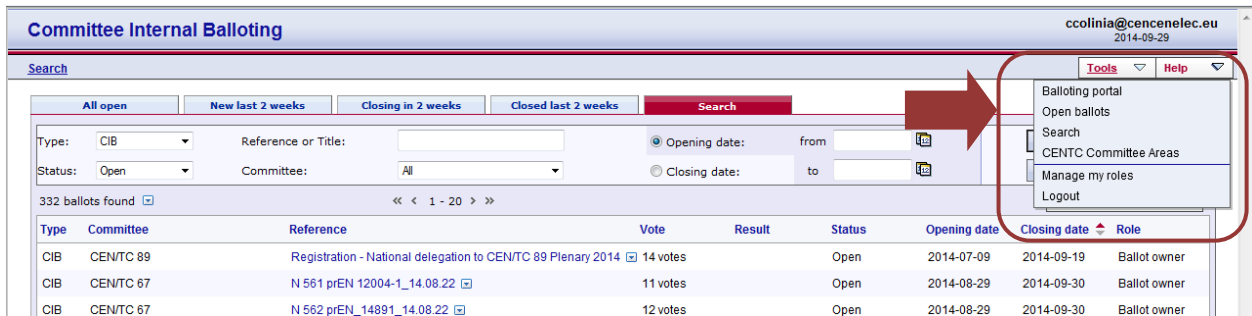 Committee Internal Balloting
ccolinia@cencenelec.eu
2014-09-29
Search
Tools Help
Balloting portal
Open ballots
Search
CENTC Committee Areas
Manage my roles
Logout
All open New last 2 weeks Closing in 2 weeks Closed last 2 weeks Search
Type: CIB Reference or Title: Opening date: from
Status: Open Committee: All Closing date: to
332 ballots found << < 1 - 20 > >>
Type Committee Reference Vote Result Status Opening date Closing date Role
CIB CEN/TC 89 Registration - National delegation to CEN/TC 89 Plenary 2014 14 votes Open 2014-07-09 2014-09-19 Ballot owner
CIB CEN/TC 67 N 561 prEN 12004-1_14.08.22 11 votes Open 2014-08-29 2014-09-30 Ballot owner
CIB CEN/TC 67 N 562 prEN_14891_14.08.22 12 votes Open 2014-08-29 2014-09-30 Ballot owner